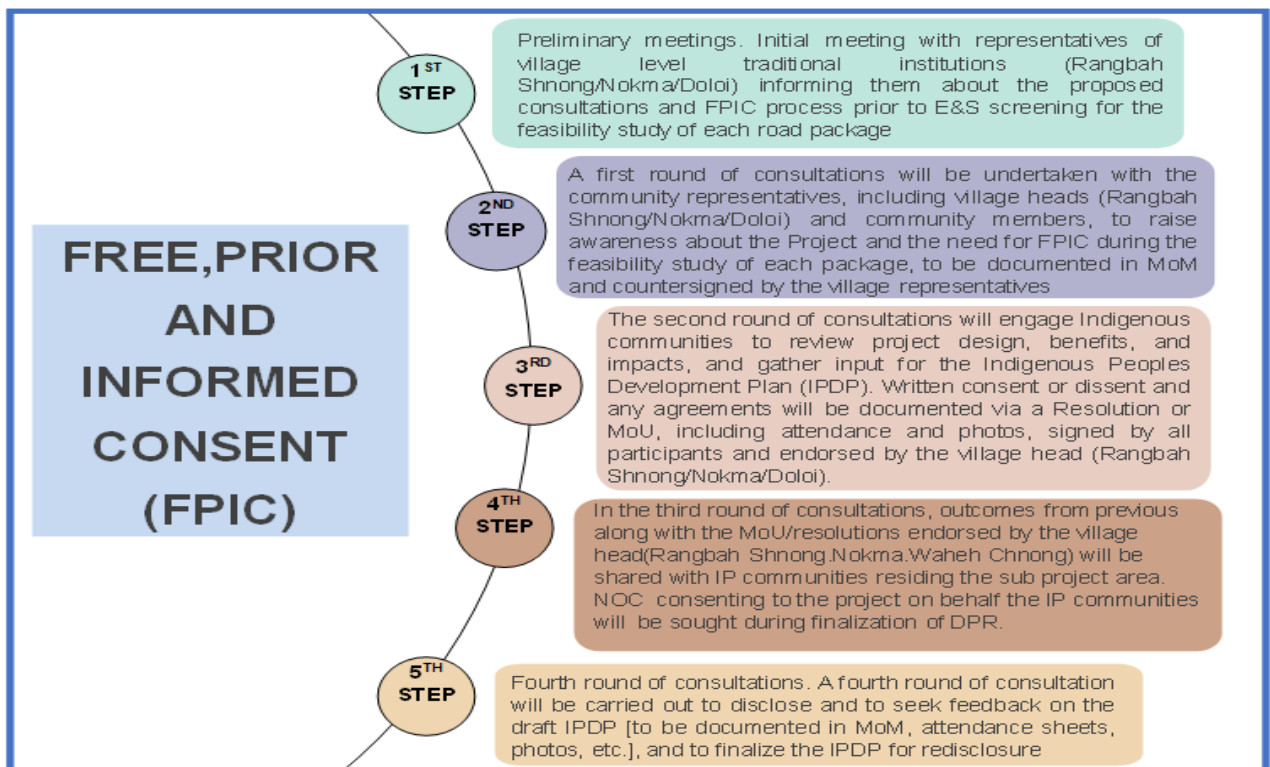 FREE,PRIOR
AND
INFORMED
CONSENT
(FPIC)
1ST
STEP
Preliminary meetings. Initial meeting with representatives of
village level traditional institutions (Rangbah
Shnong/Nokma/Doloi) informing them about the proposed
consultations and FPIC process prior to E&S screening for the
feasibility study of each road package
2ND
STEP
A first round of consultations will be undertaken with the
community representatives, including village heads (Rangbah
Shnong/Nokma/Doloi) and community members, to raise
awareness about the Project and the need for FPIC during the
feasibility study of each package, to be documented in MoM
and countersigned by the village representatives
3RD
STEP
The second round of consultations will engage Indigenous
communities to review project design, benefits, and
impacts, and gather input for the Indigenous Peoples
Development Plan (IPDP). Written consent or dissent and
any agreements will be documented via a Resolution or
MoU, including attendance and photos, signed by all
participants and endorsed by the village head (Rangbah
Shnong/Nokma/Doloi).
4TH
STEP
In the third round of consultations, outcomes from previous
along with the MoU/resolutions endorsed by the village
head(Rangbah Shnong.Nokma.Waheh Chnong) will be
shared with IP communities residing the sub project area.
NOC consenting to the project on behalf the IP communities
will be sought during finalization of DPR.
5TH
STEP
Fourth round of consultations. A fourth round of consultation
will be carried out to disclose and to seek feedback on the
draft IPDP [to be documented in MoM, attendance sheets,
photos, etc.], and to finalize the IPDP for redisclosure